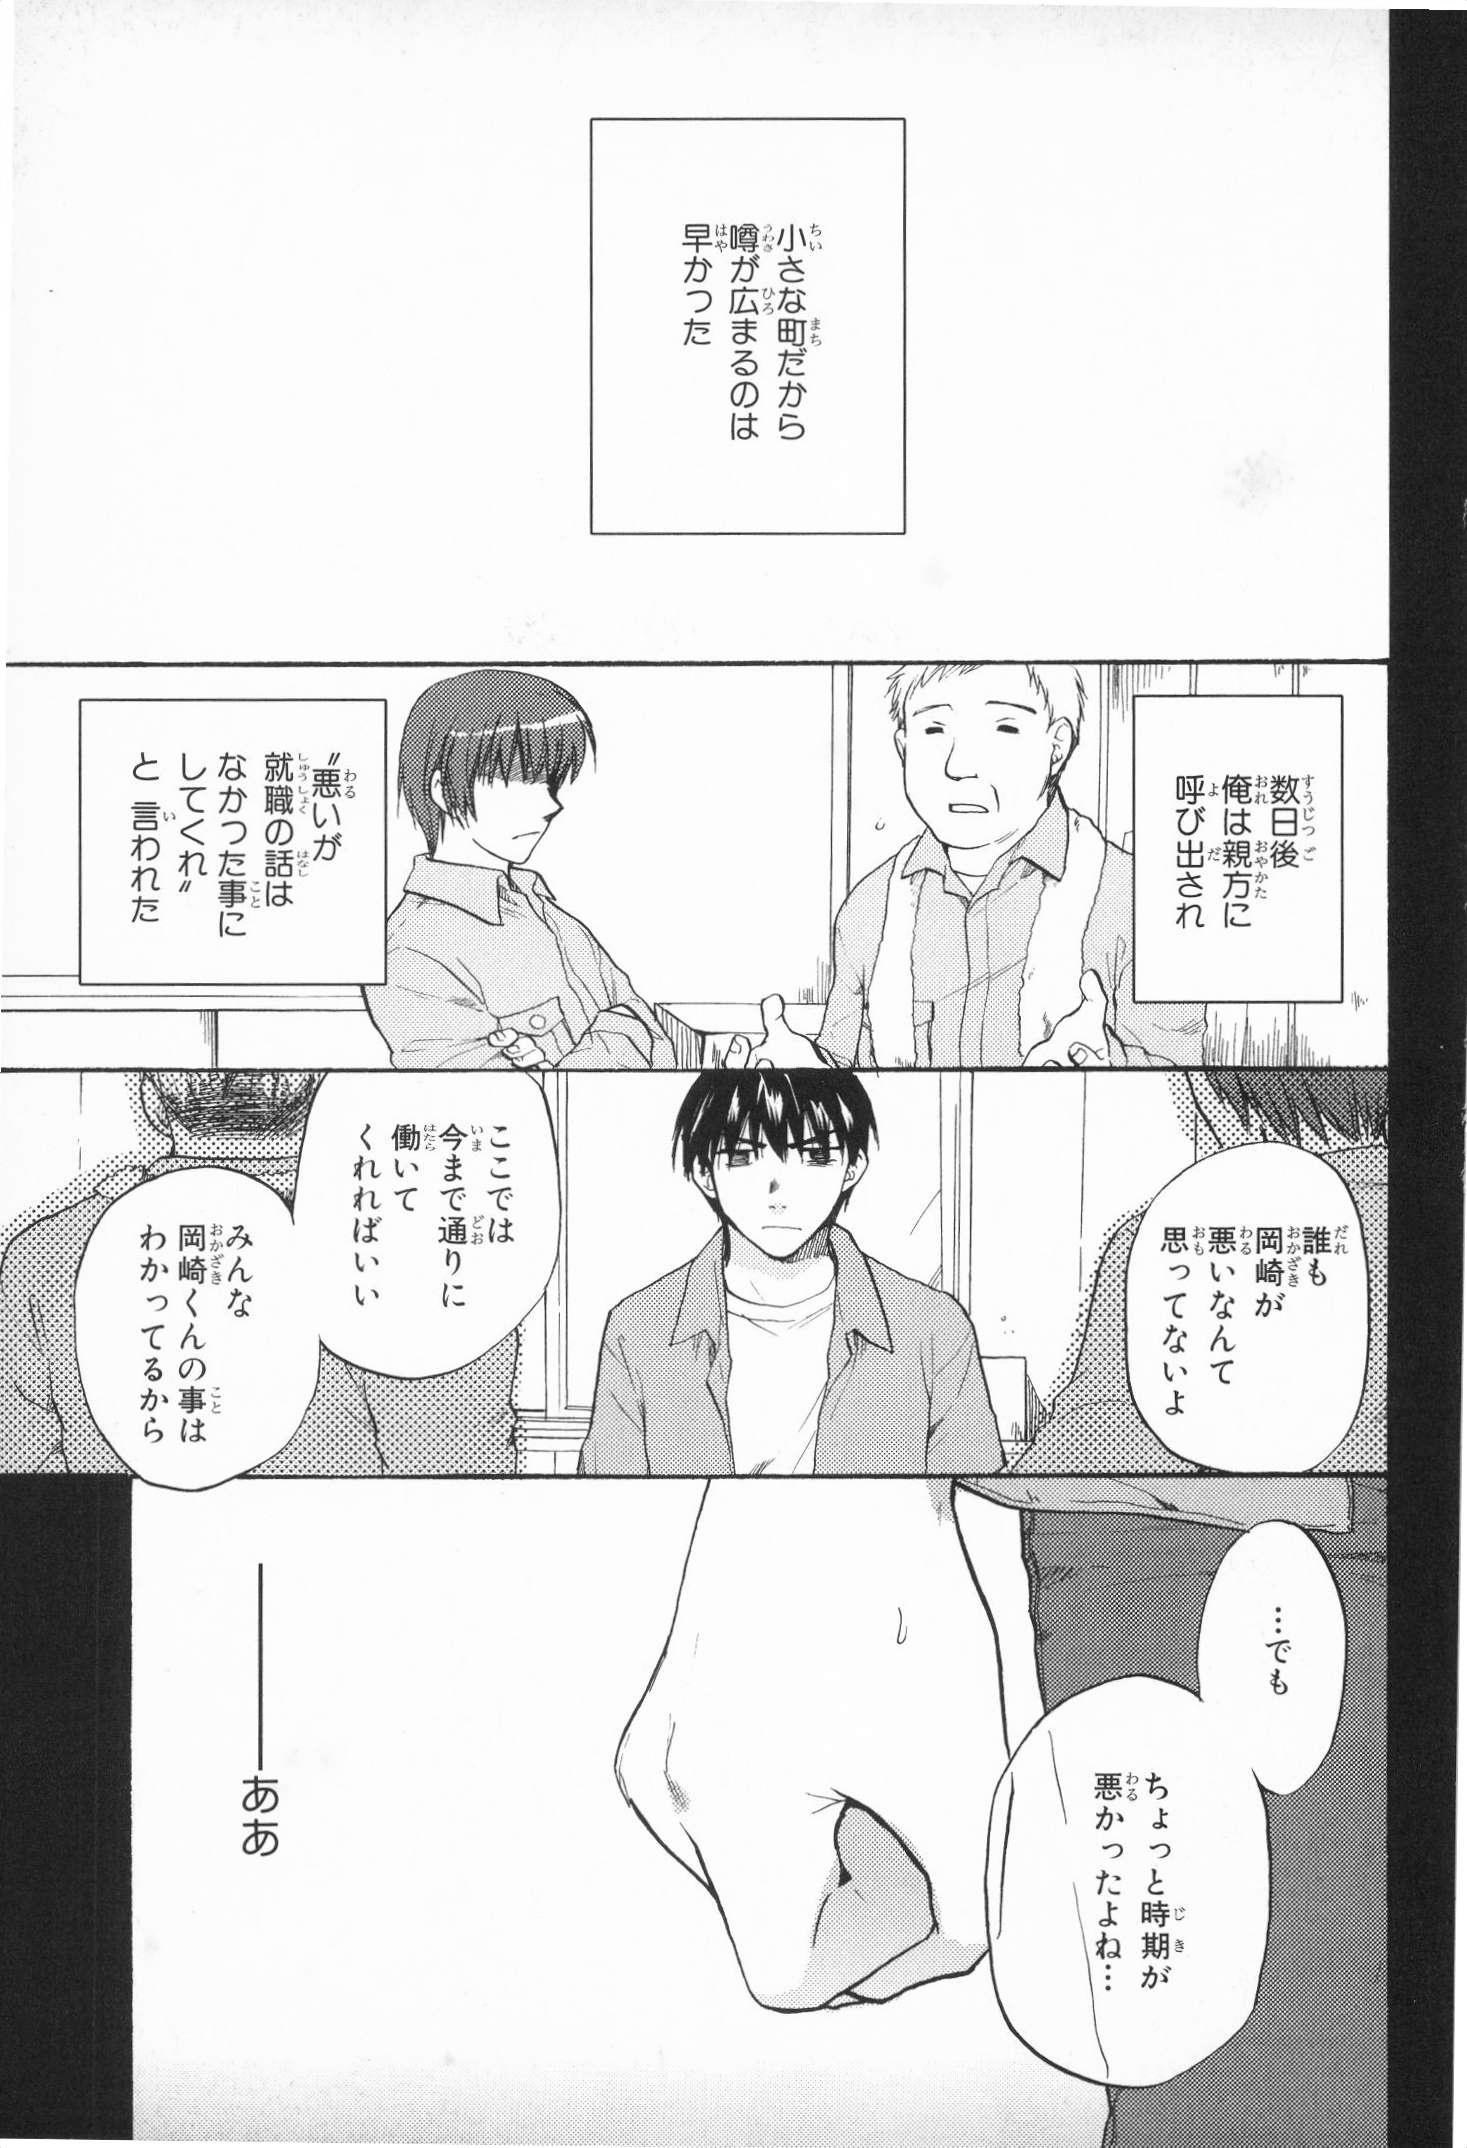 小さな町だから
噂が広まるのは
早かった
数日後
俺は親方に
呼び出され
〝悪いが
就職の話は
なかった事に
してくれ〟
と言われた
誰も
岡崎が
悪いなんて
思ってないよ
ここでは
今まで通りに
働いて
くれればいい
みんな
岡崎くんの事は
わかってるから
…でも
ちょっと時期が
悪かったよね…
――――ああ